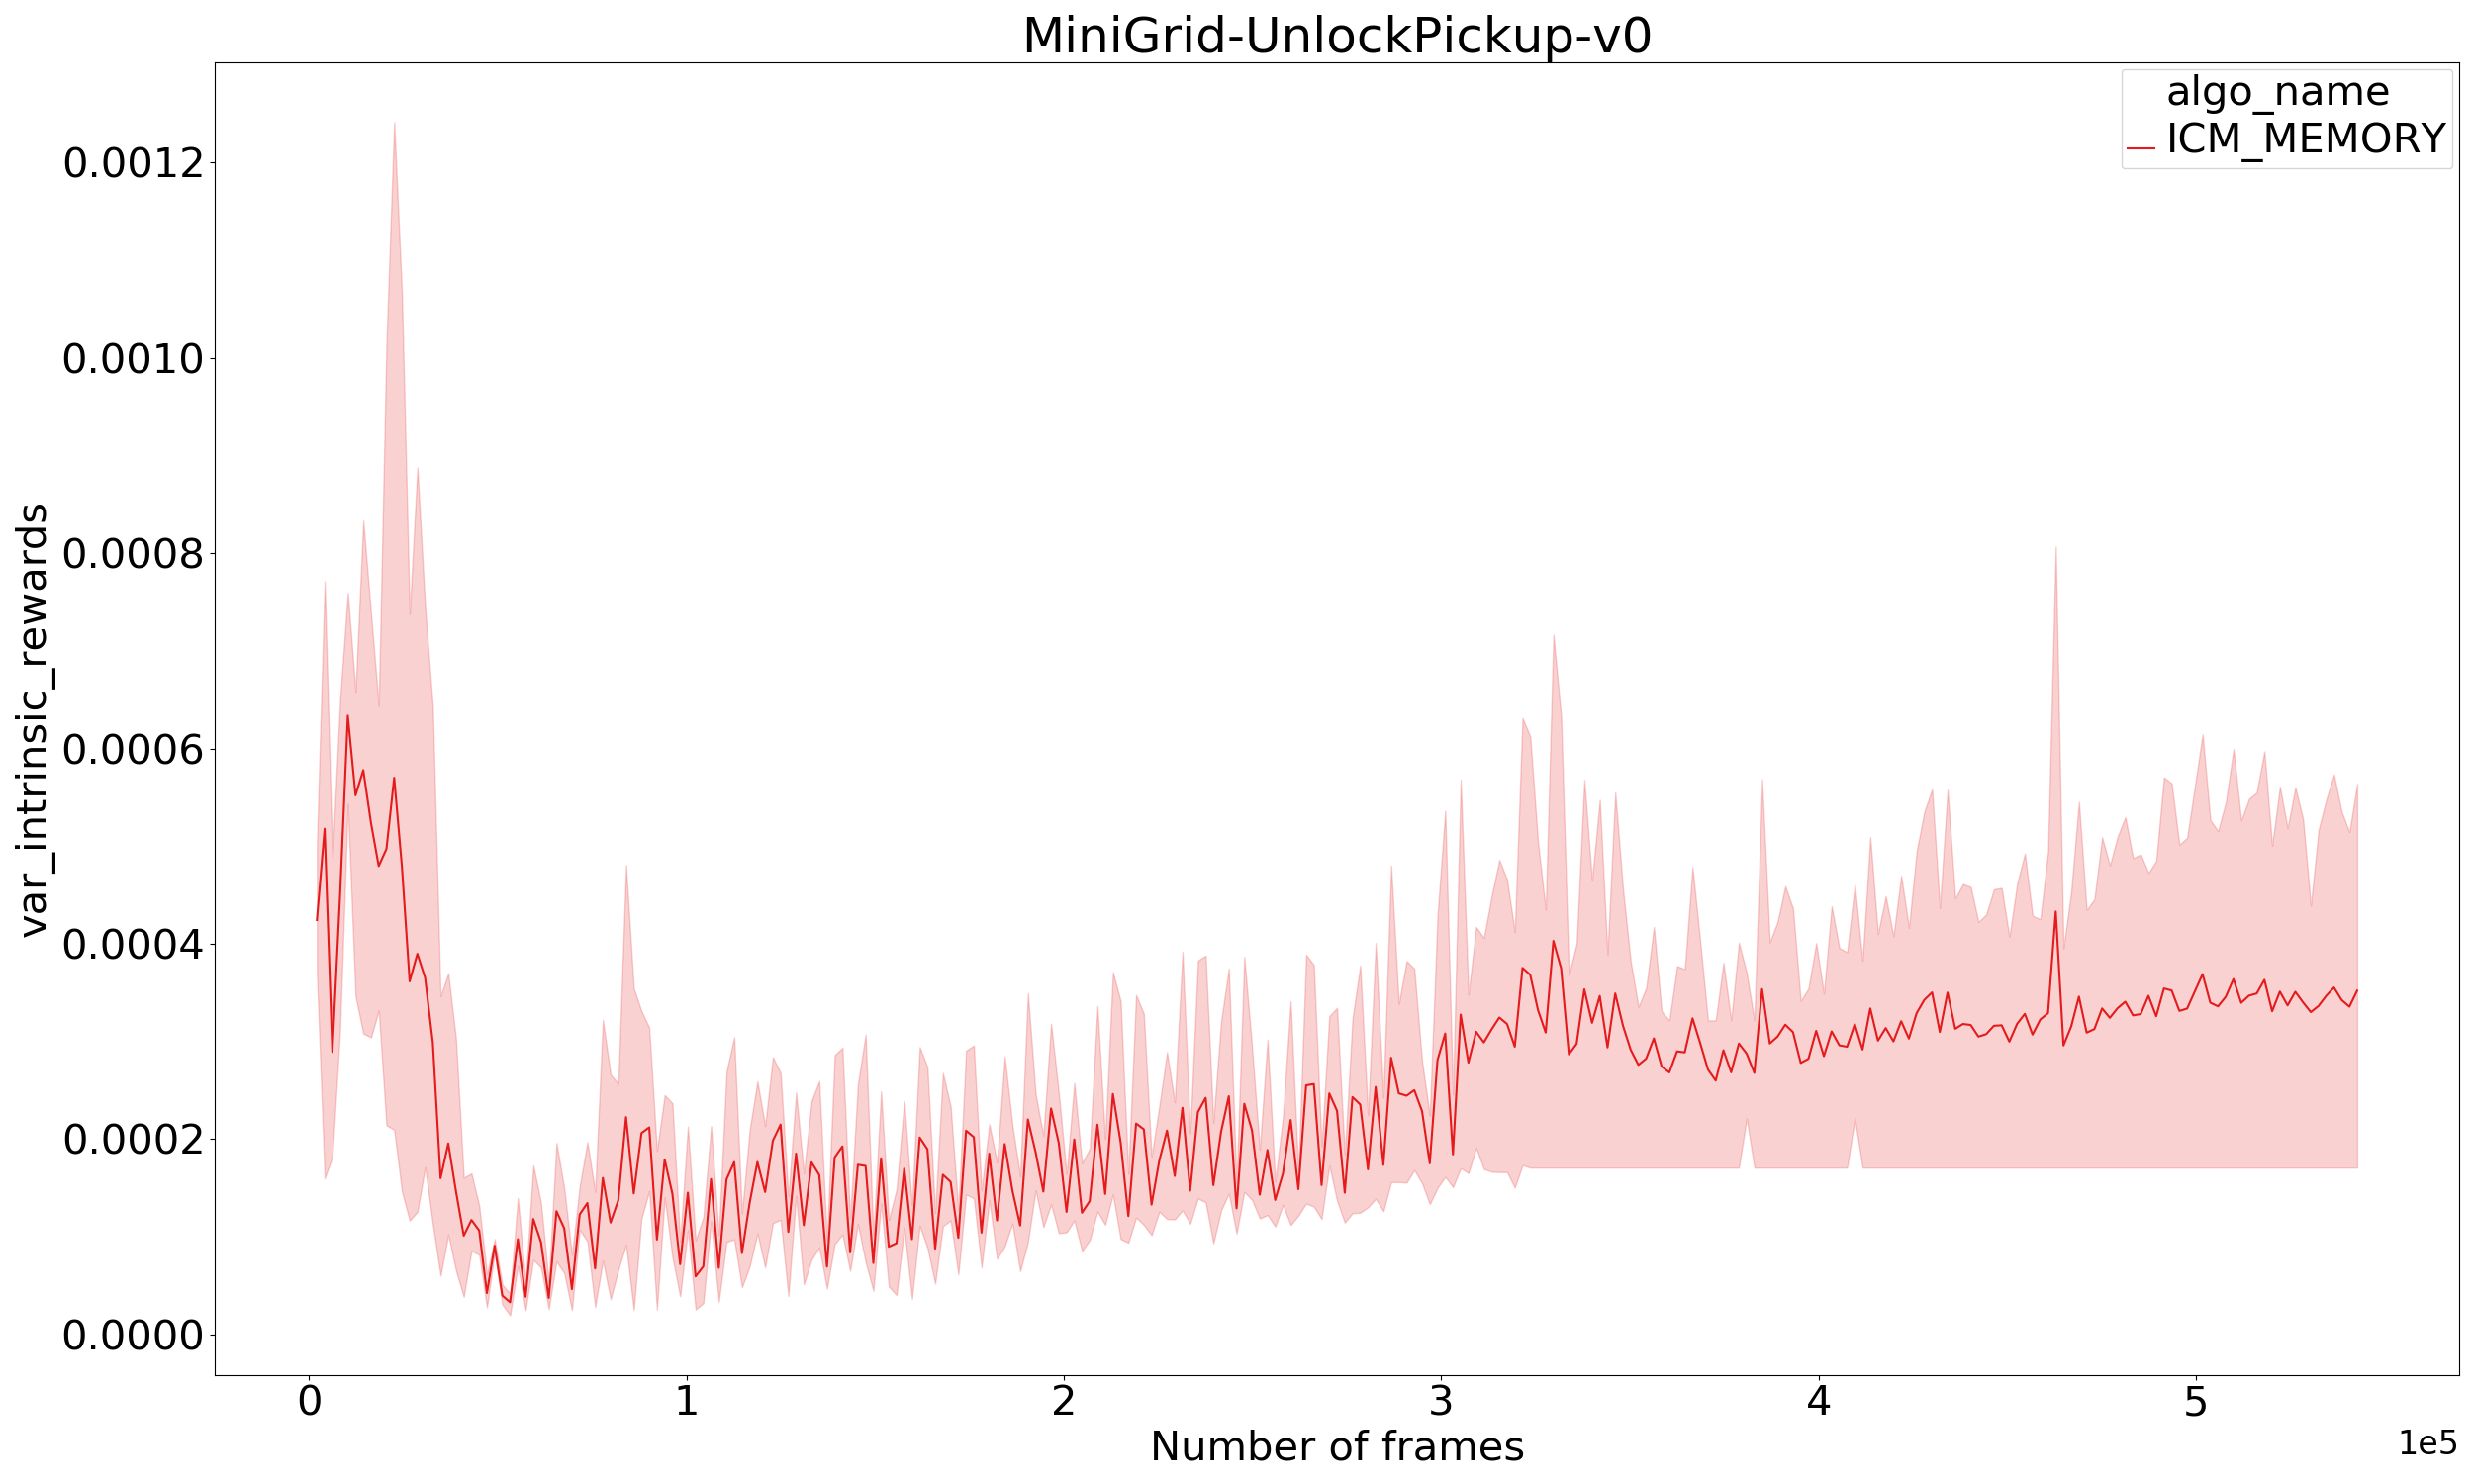 MiniGrid-UnlockPickup-v0
algo_name
ICM_MEMORY
var_intrinsic_rewards
0.0012
0.0010
0.0008
0.0006
0.0004
0.0002
0.0000
0 1 2 3 4 5
Number of frames
1e5